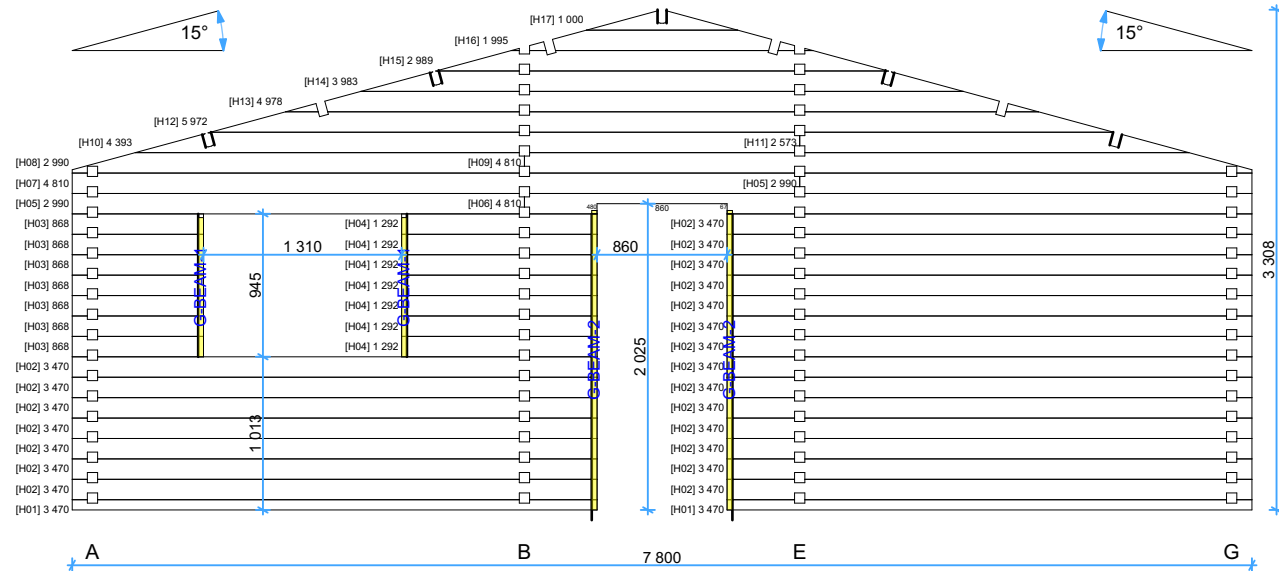 [H17] 1 000
15°
15°
[H16] 1 995
[H15] 2 989
[H14] 3 983
[H13] 4 978
[H12] 5 972
[H10] 4 393
[H11] 2 573
[H08] 2 990
[H09] 4 810
[H07] 4 810
[H05] 2 990
[H05] 2 990
[H06] 4 810
480
860
67
[H03] 868
[H04] 1 292
[H02] 3 470
[H03] 868
[H04] 1 292
[H02] 3 470
1 310
860
3 308
[H03] 868
[H04] 1 292
[H02] 3 470
945
G-BEAM-1
G-BEAM-1
[H03] 868
[H04] 1 292
[H02] 3 470
[H03] 868
[H04] 1 292
[H02] 3 470
[H03] 868
[H04] 1 292
[H02] 3 470
[H03] 868
[H04] 1 292
[H02] 3 470
2 025
G-BEAM-2
G-BEAM-2
[H02] 3 470
[H02] 3 470
[H02] 3 470
[H02] 3 470
[H02] 3 470
[H02] 3 470
1 013
[H02] 3 470
[H02] 3 470
[H02] 3 470
[H02] 3 470
[H02] 3 470
[H02] 3 470
[H02] 3 470
[H02] 3 470
[H01] 3 470
[H01] 3 470
A
B
E
G
7 800